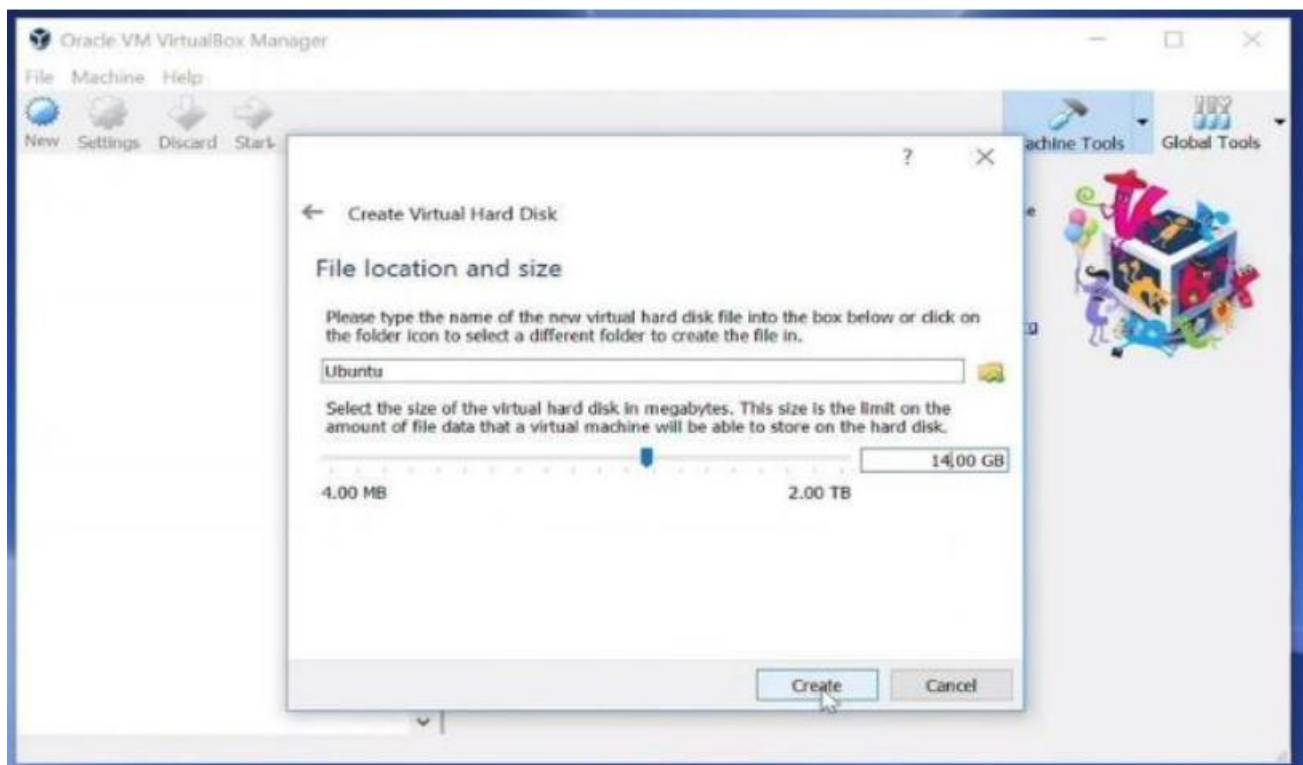 Oracle VM VirtualBox Manager
File Machine Help
New Settings Discard Start
achine Tools
Global Tools
? ×
← Create Virtual Hard Disk
File location and size
Please type the name of the new virtual hard disk file into the box below or click on
the folder icon to select a different folder to create the file in.
Ubuntu
Select the size of the virtual hard disk in megabytes. This size is the limit on the
amount of file data that a virtual machine will be able to store on the hard disk.
14.00 GB
4.00 MB 2.00 TB
Create Cancel